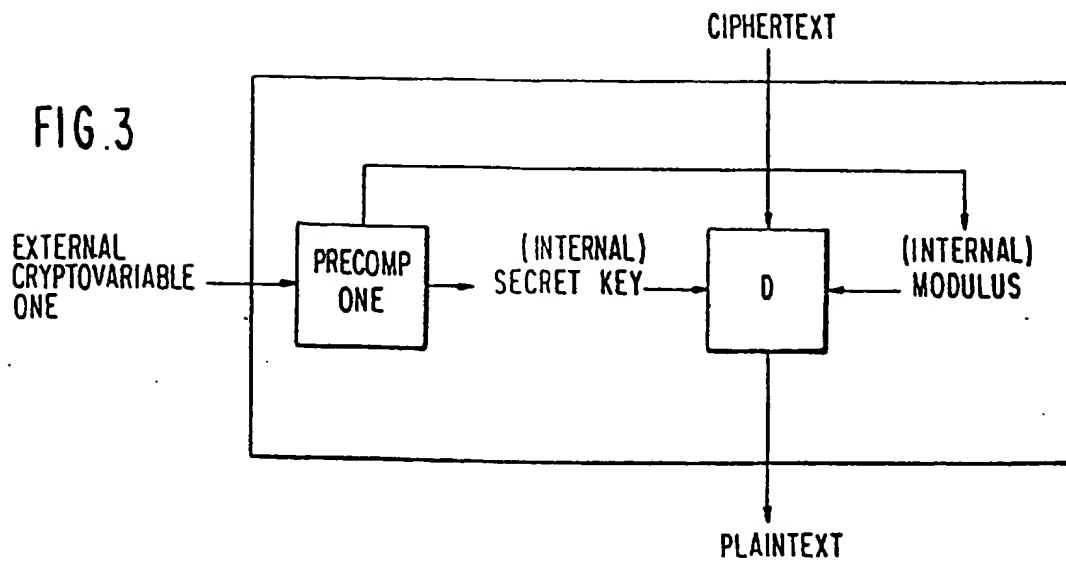 CIPHERTEXT
FIG.3
EXTERNAL
CRYPTOVARIABLE
ONE
PRECOMP
ONE
(INTERNAL)
SECRET KEY
D
(INTERNAL)
MODULUS
PLAINTEXT